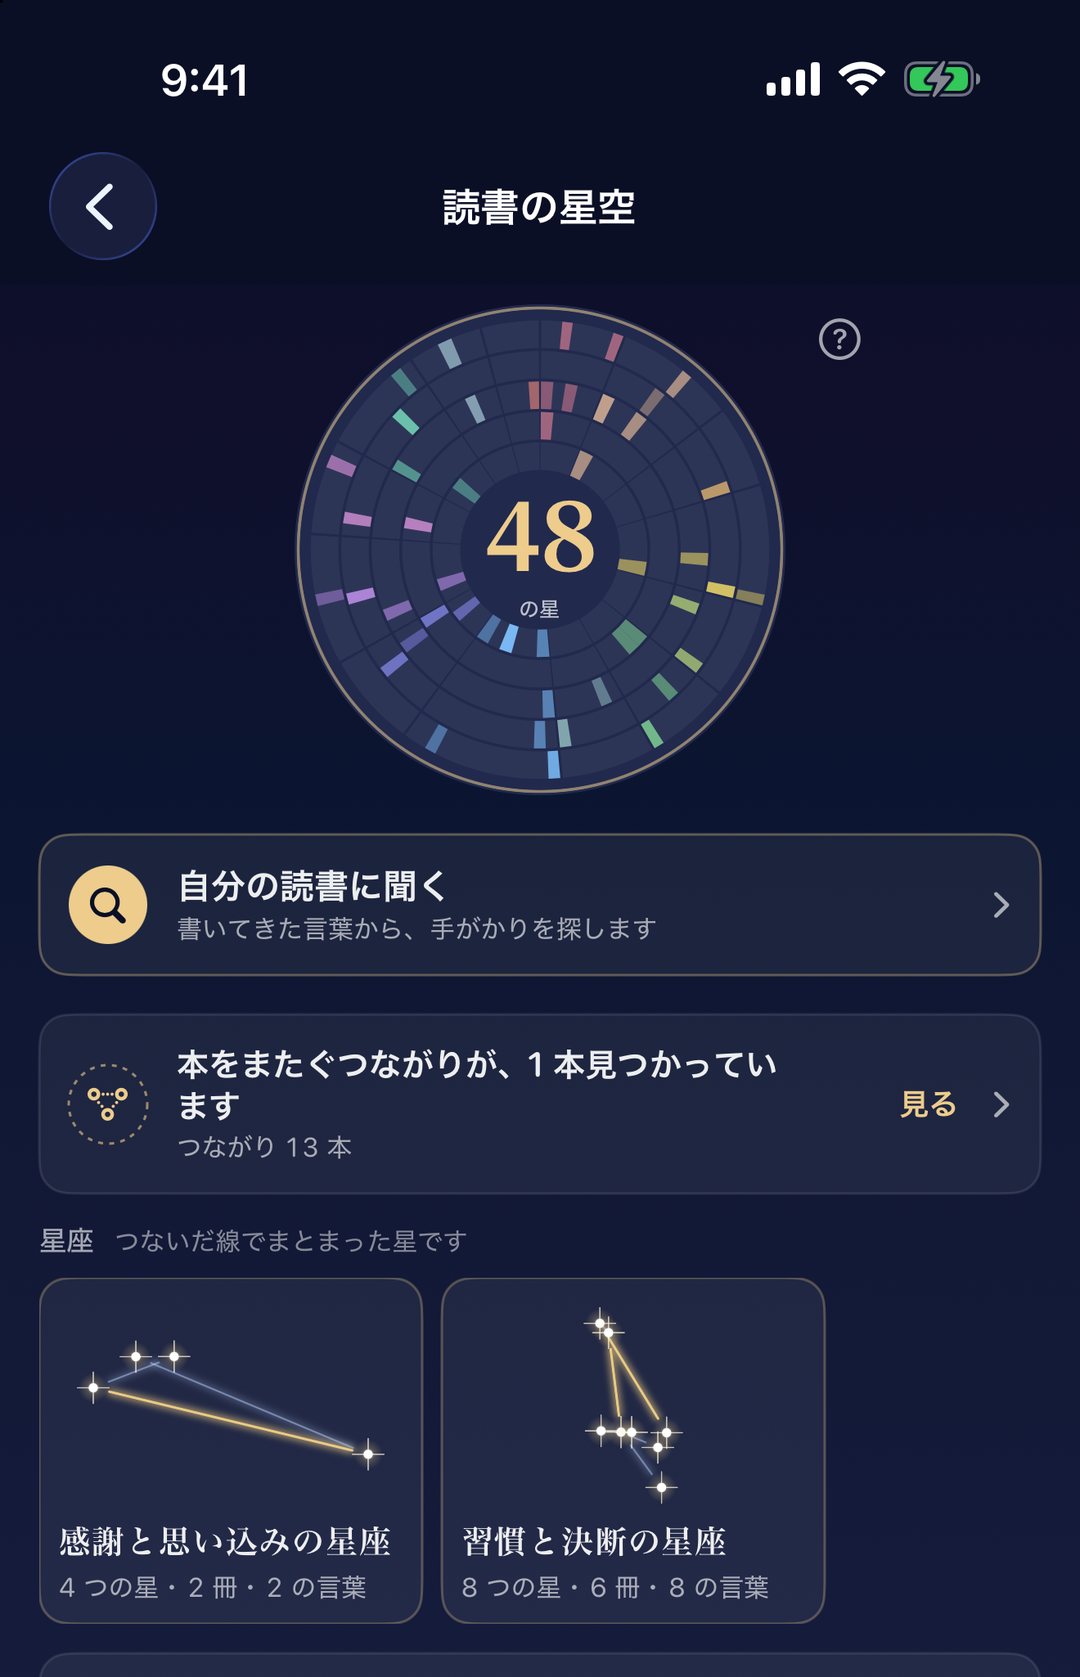 9:41
読書の星空
?
48
の星
自分の読書に聞く
書いてきた言葉から、手がかりを探します
本をまたぐつながりが、1 本見つかってい
ます
つながり 13 本
見る
星座 つないだ線でまとまった星です
感謝と思い込みの星座
4 つの星・2 冊・2 の言葉
習慣と決断の星座
8 つの星・6 冊・8 の言葉